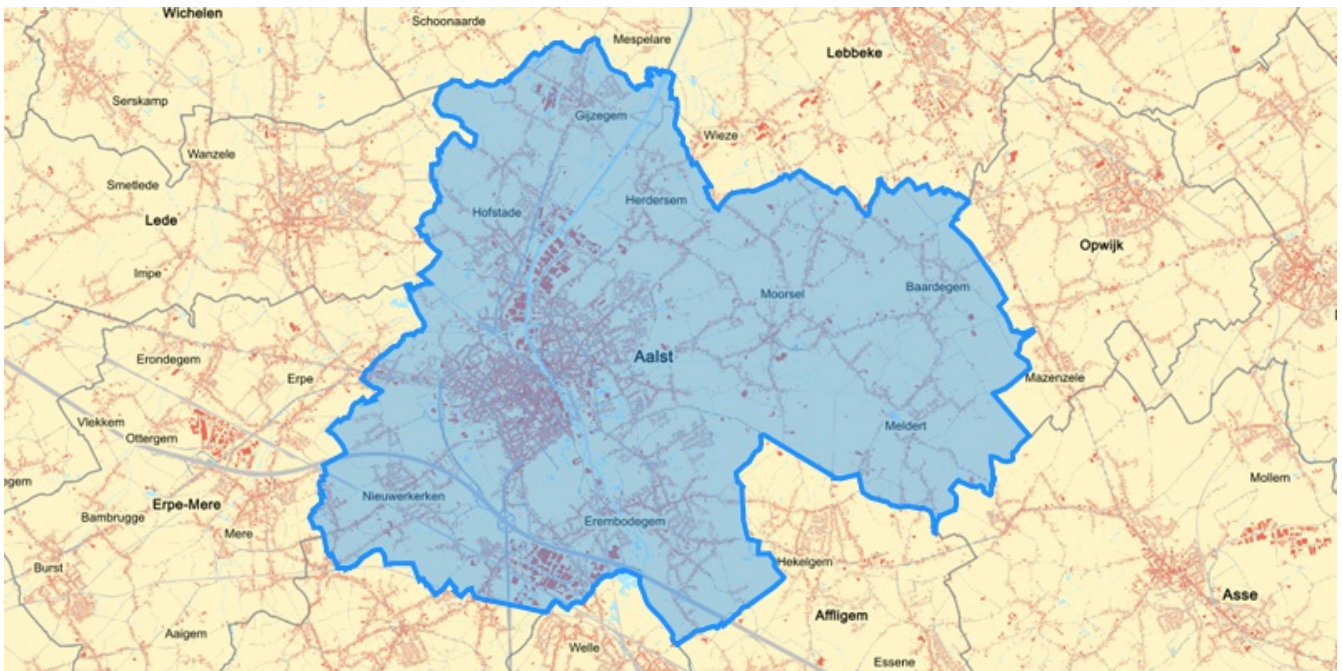 Wichelen
Schoonaarde
Mespelare
Lebbeke
Serskamp
Gijzegem
Wieze
Wanzele
Smetlede
Herdersem
Hofstade
Lede
Opwijk
Impe
Moorsel
Baardegem
Aalst
Erondegem
Erpe
Mazenzele
Vlekkem
Ottergem
Meldert
Mollem
egem
Nieuwerkerken
Erpe-Mere
Bambrugge
Erembodegem
Mere
Hekelgem
Burst
Asse
Affligem
Aaigem
Welle
Essene